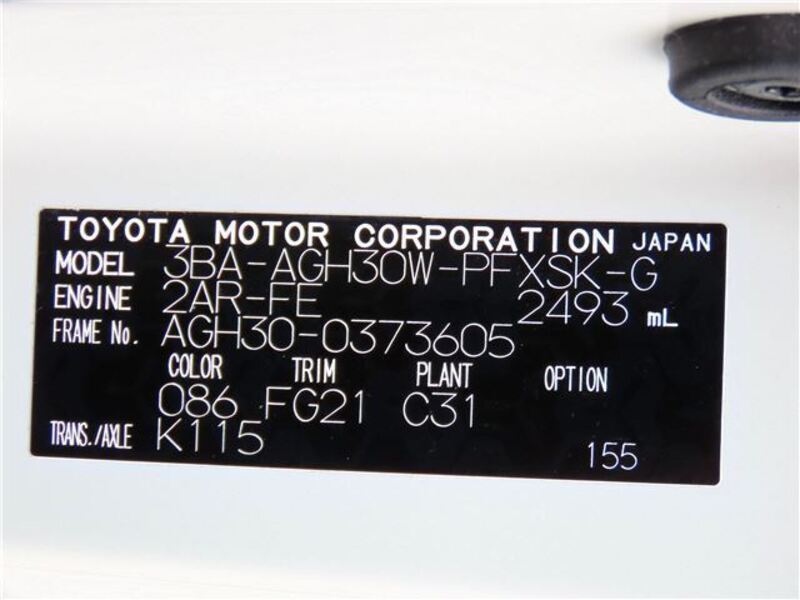 TOYOTA MOTOR CORPORATION JAPAN
MODEL 3BA-AGH30W-PFXSK-G
ENGINE 2AR-FE 2493 mL
FRAME No. AGH30-0373605
COLOR TRIM PLANT OPTION
086 FG21 C31
TRANS./AXLE K115 155